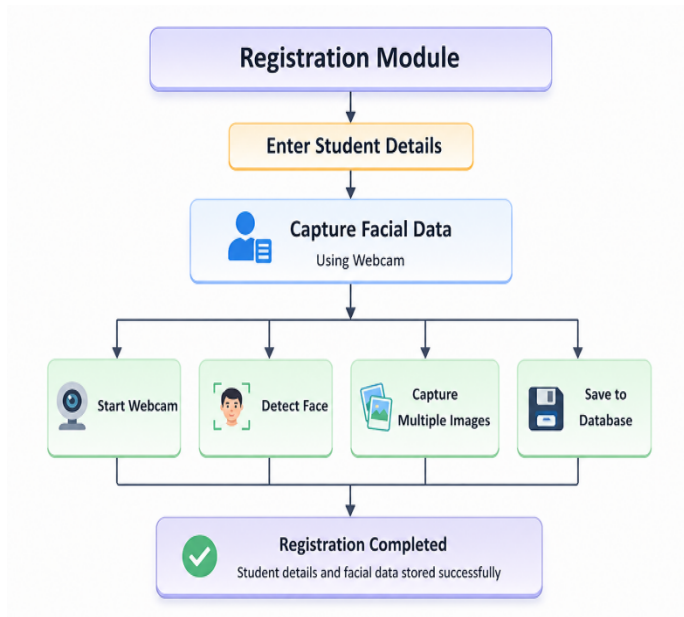 Registration Module
Enter Student Details
Capture Facial Data
Using Webcam
Start Webcam
Detect Face
Capture
Multiple Images
Save to
Database
Registration Completed
Student details and facial data stored successfully